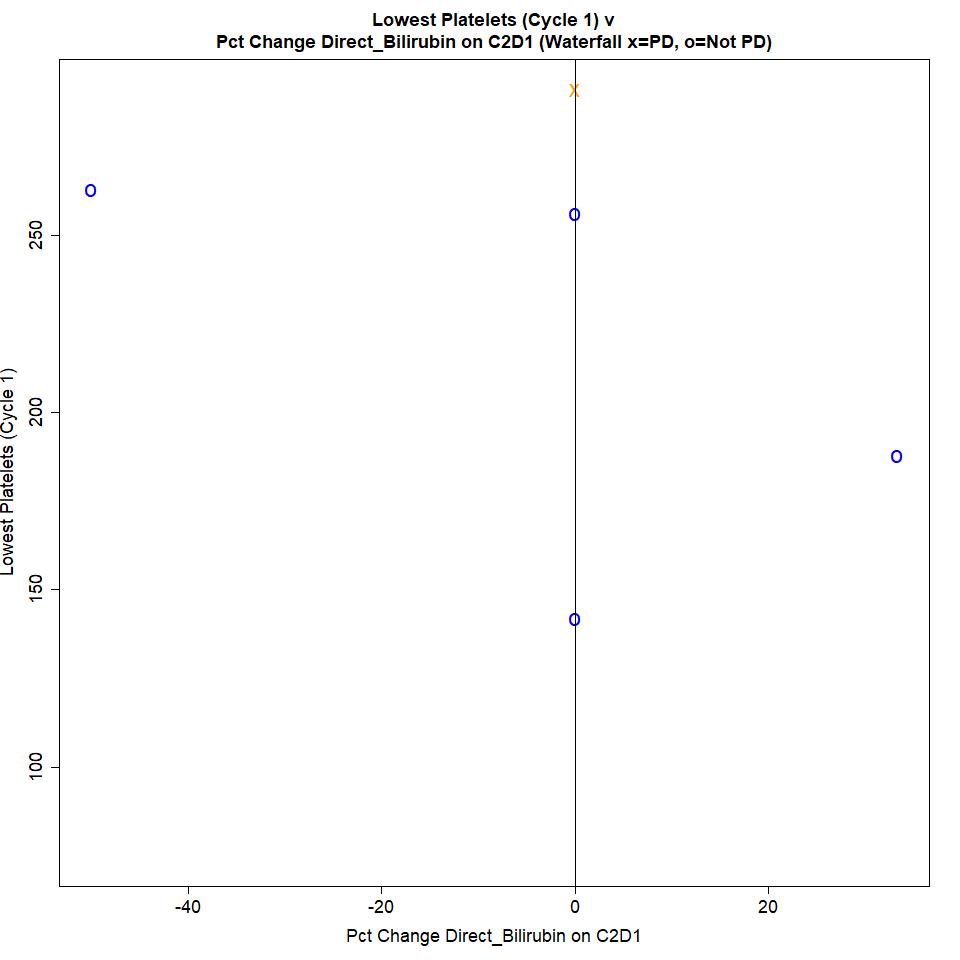 Lowest Platelets (Cycle 1) v
Pct Change Direct_Bilirubin on C2D1 (Waterfall x=PD, o=Not PD)
X
O
O
250
Lowest Platelets (Cycle 1)
200
O
150
O
100
-40
-20
0
20
Pct Change Direct_Bilirubin on C2D1